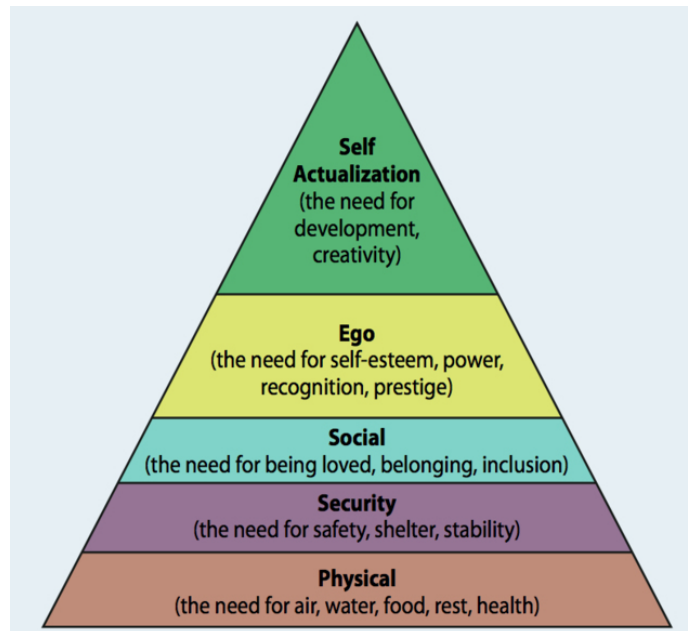 Self
Actualization
(the need for
development,
creativity)
Ego
(the need for self-esteem, power,
recognition, prestige)
Social
(the need for being loved, belonging, inclusion)
Security
(the need for safety, shelter, stability)
Physical
(the need for air, water, food, rest, health)